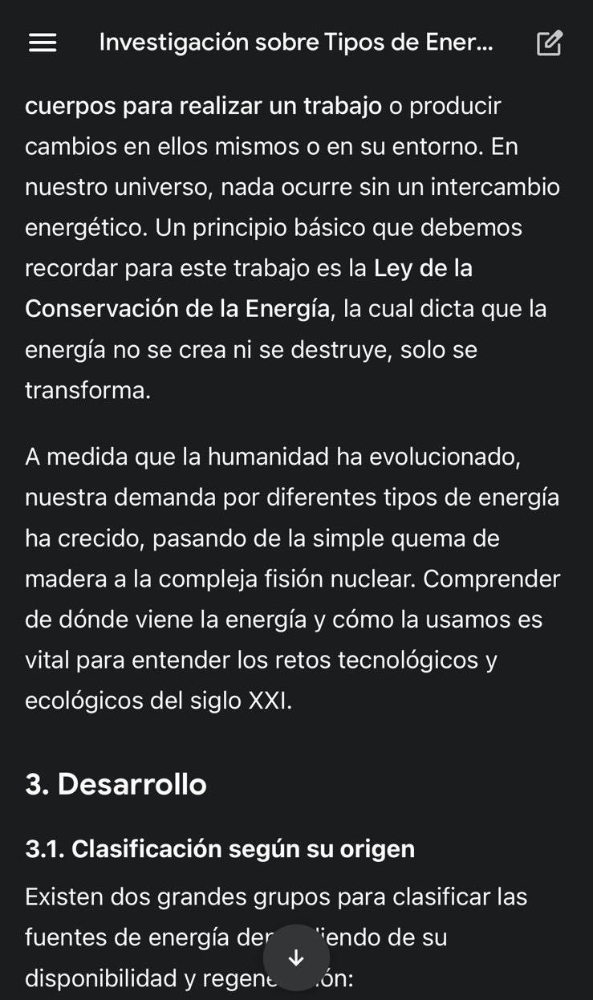 Investigación sobre Tipos de Ener...
cuerpos para realizar un trabajo o producir
cambios en ellos mismos o en su entorno. En
nuestro universo, nada ocurre sin un intercambio
energético. Un principio básico que debemos
recordar para este trabajo es la Ley de la
Conservación de la Energía, la cual dicta que la
energía no se crea ni se destruye, solo se
transforma.
A medida que la humanidad ha evolucionado,
nuestra demanda por diferentes tipos de energía
ha crecido, pasando de la simple quema de
madera a la compleja fisión nuclear. Comprender
de dónde viene la energía y cómo la usamos es
vital para entender los retos tecnológicos y
ecológicos del siglo XXI.
3. Desarrollo
3.1. Clasificación según su origen
Existen dos grandes grupos para clasificar las
fuentes de energía de su
disponibilidad y